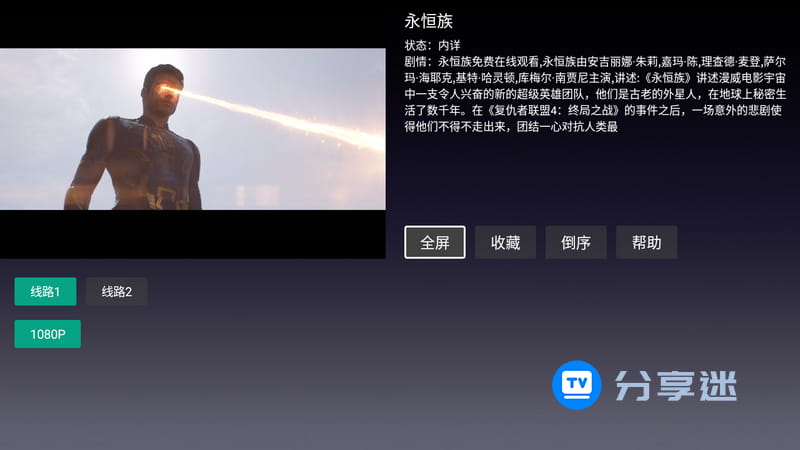 永恒族
状态：内详
剧情：永恒族免费在线观看,永恒族由安吉丽娜·朱莉,嘉玛·陈,理查德·麦登,萨尔
玛·海耶克,基特·哈灵顿,库梅尔·南贾尼主演,讲述:《永恒族》讲述漫威电影宇宙
中一支令人兴奋的新的超级英雄团队，他们是古老的外星人，在地球上秘密生
活了数千年。在《复仇者联盟4：终局之战》的事件之后，一场意外的悲剧使
得他们不得不走出来，团结一心对抗人类最
全屏
收藏
倒序
帮助
线路1
线路2
1080P
TV
分享迷